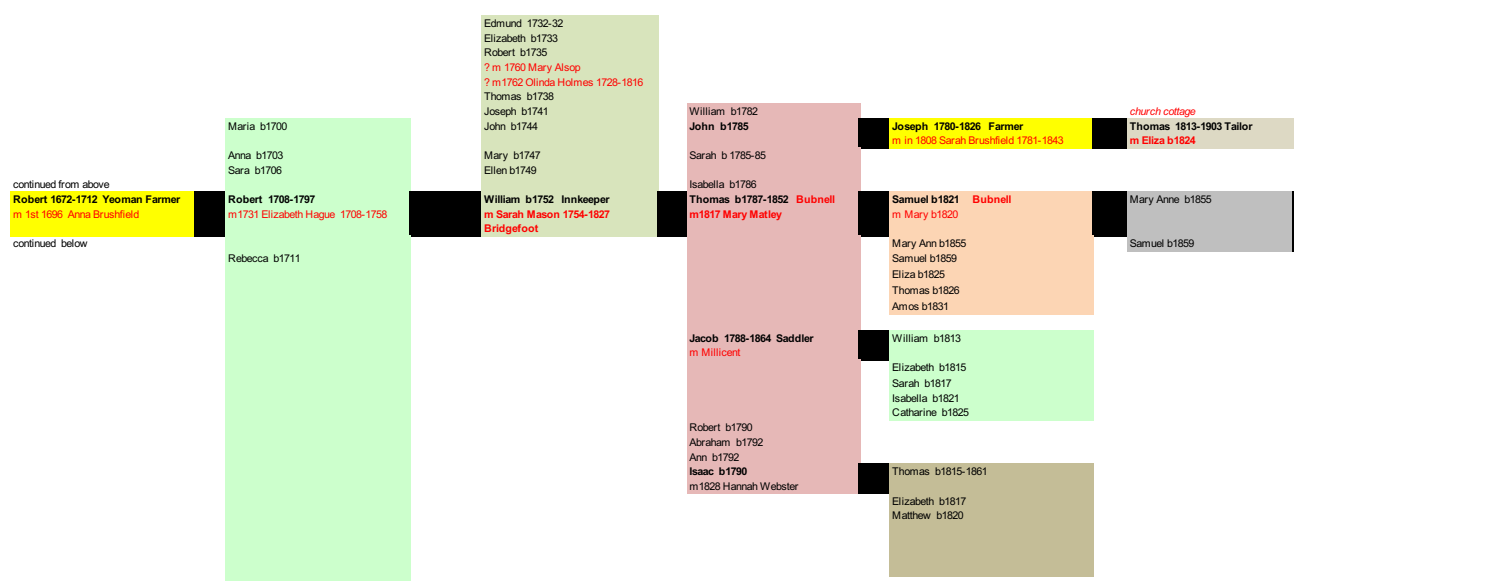 continued from above
Robert 1672-1712 Yeoman Farmer
m 1st 1696 Anna Brushfield
continued below
Maria b1700
Anna b1703
Sara b1706
Robert 1708-1797
m1731 Elizabeth Hague 1708-1758
Rebecca b1711
Edmund 1732-32
Elizabeth b1733
Robert b1735
? m 1760 Mary Alsop
? m1762 Olinda Holmes 1728-1816
Thomas b1738
Joseph b1741
John b1744
Mary b1747
Ellen b1749
William b1752 Innkeeper
m Sarah Mason 1754-1827
Bridgefoot
William b1782
John b1785
Sarah b 1785-85
Isabella b1786
Thomas b1787-1852 Bubnell
m1817 Mary Matley
Jacob 1788-1864 Saddler
m Millicent
Robert b1790
Abraham b1792
Ann b1792
Isaac b1790
m1828 Hannah Webster
Joseph 1780-1826 Farmer
m in 1808 Sarah Brushfield 1781-1843
Samuel b1821 Bubnell
m Mary b1820
Mary Ann b1855
Samuel b1859
Eliza b1825
Thomas b1826
Amos b1831
William b1813
Elizabeth b1815
Sarah b1817
Isabella b1821
Catharine b1825
Thomas b1815-1861
Elizabeth b1817
Matthew b1820
church cottage
Thomas 1813-1903 Tailor
m Eliza b1824
Mary Anne b1855
Samuel b1859